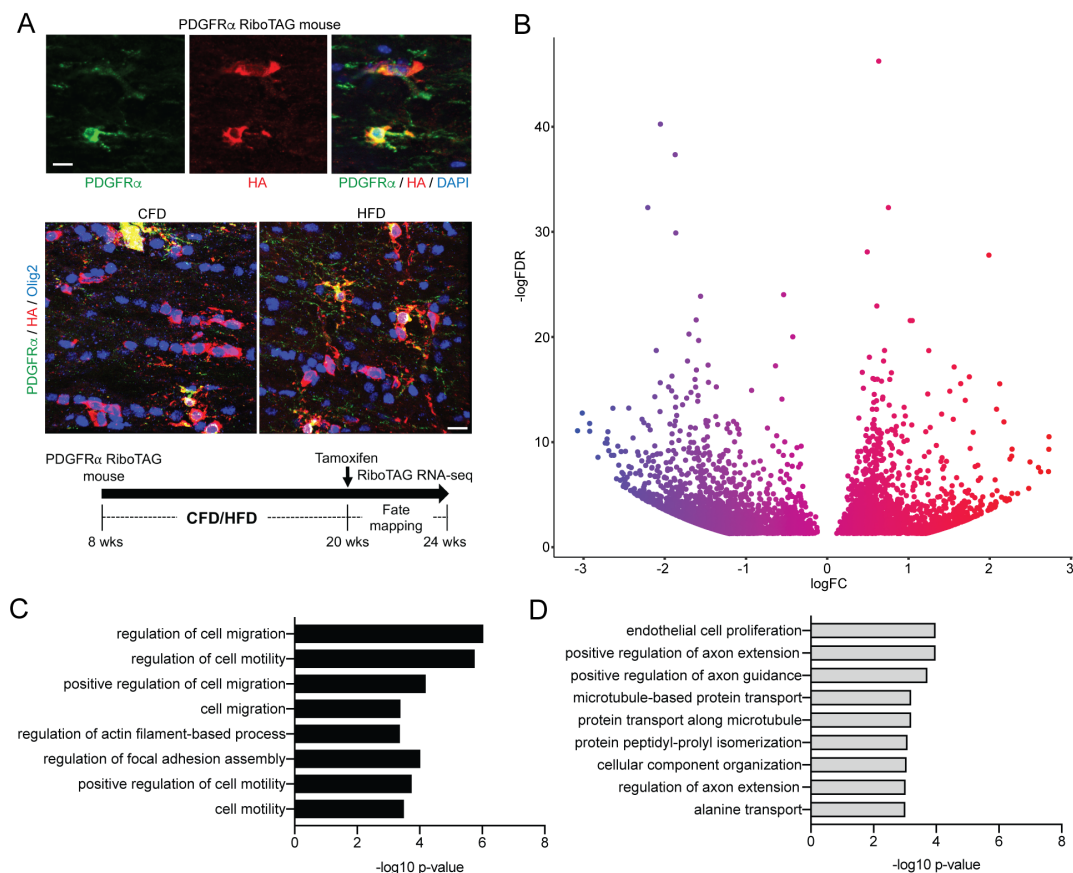 A
PDGFRα RiboTAG mouse
PDGFRα
HA
PDGFRα / HA / DAPI
CFD
HFD
PDGFRα / HA / Olig2
PDGFRα RiboTAG
mouse
Tamoxifen
RiboTAG RNA-seq
CFD/HFD
Fate
mapping
8 wks
20 wks
24 wks
B
-logFDR
40
30
20
10
0
-3
-2
-1
0
1
2
3
logFC
C
regulation of cell migration
regulation of cell motility
positive regulation of cell migration
cell migration
regulation of actin filament-based process
regulation of focal adhesion assembly
positive regulation of cell motility
cell motility
0
2
4
6
8
-log10 p-value
D
endothelial cell proliferation
positive regulation of axon extension
positive regulation of axon guidance
microtubule-based protein transport
protein transport along microtubule
protein peptidyl-prolyl isomerization
cellular component organization
regulation of axon extension
alanine transport
0
2
4
6
8
-log10 p-value